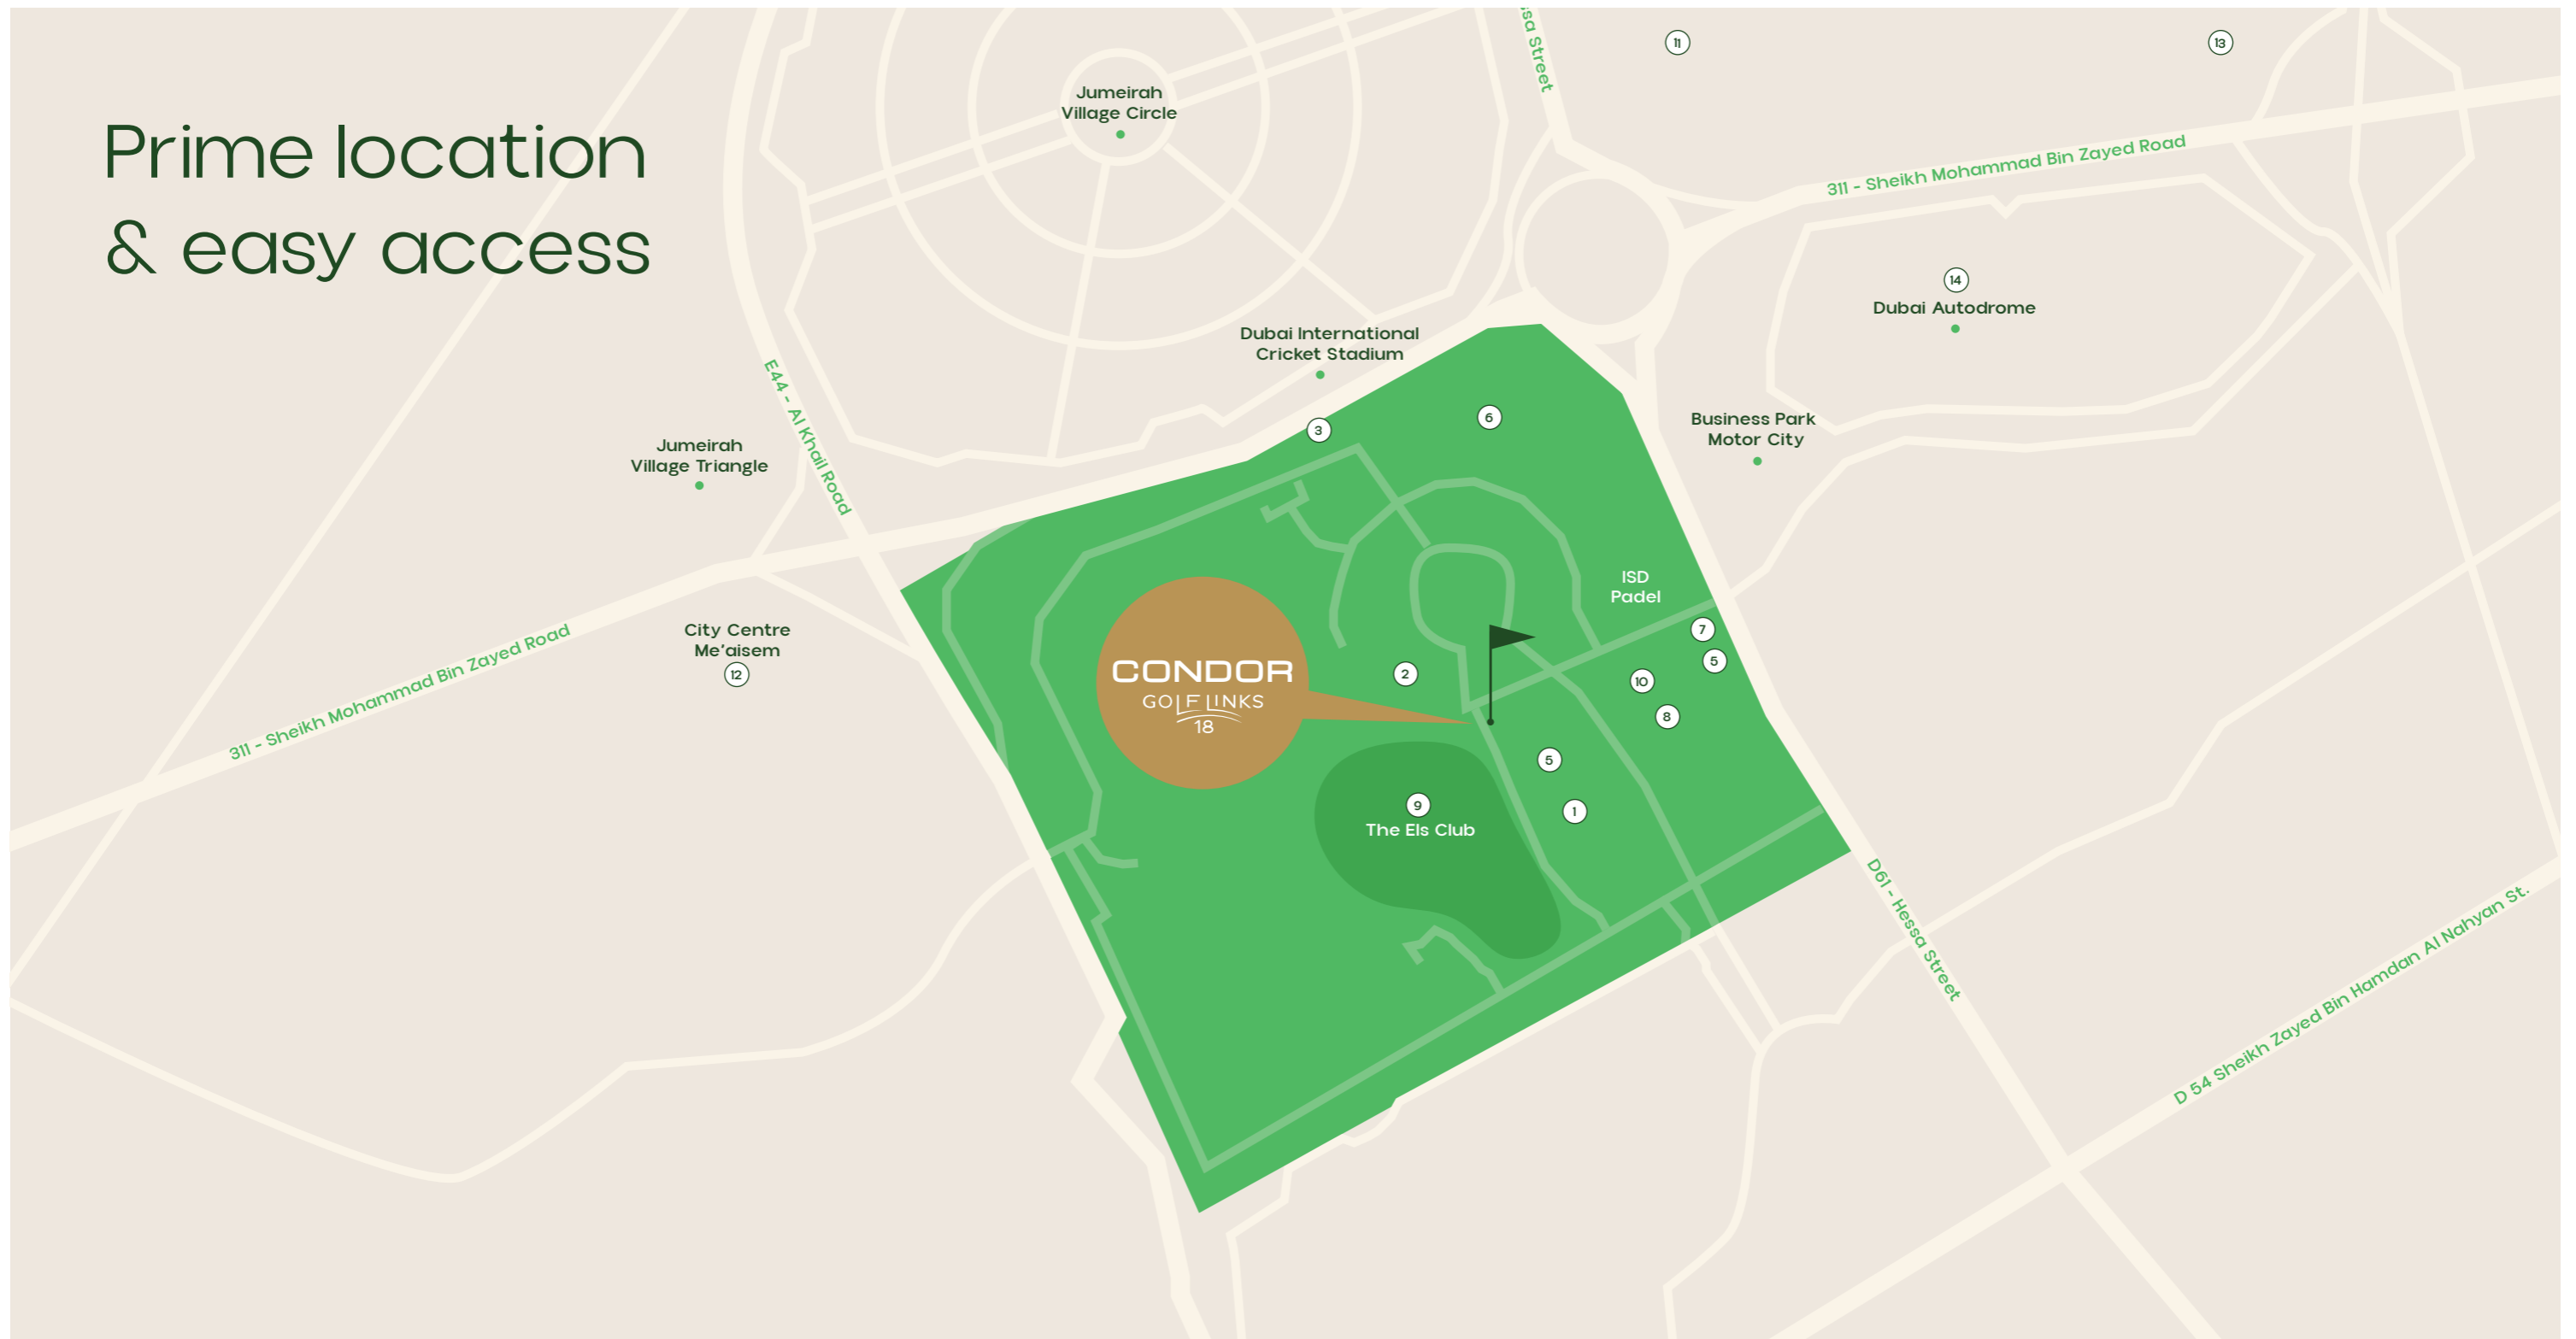 Prime location
& easy access
ssa Street
11
13
Jumeirah
Village Circle
311 - Sheikh Mohammad Bin Zayed Road
14
Dubai Autodrome
Dubai International
Cricket Stadium
3
6
Business Park
Motor City
E44 - Al Khail Road
Jumeirah
Village Triangle
ISD
Padel
7
5
City Centre
Me'aisem
12
311 - Sheikh Mohammad Bin Zayed Road
CONDOR
GOLF LINKS
18
2
10
8
5
1
9
The Els Club
D61 - Hessa Street
D 54 Sheikh Zayed Bin Hamdan Al Nahyan St.